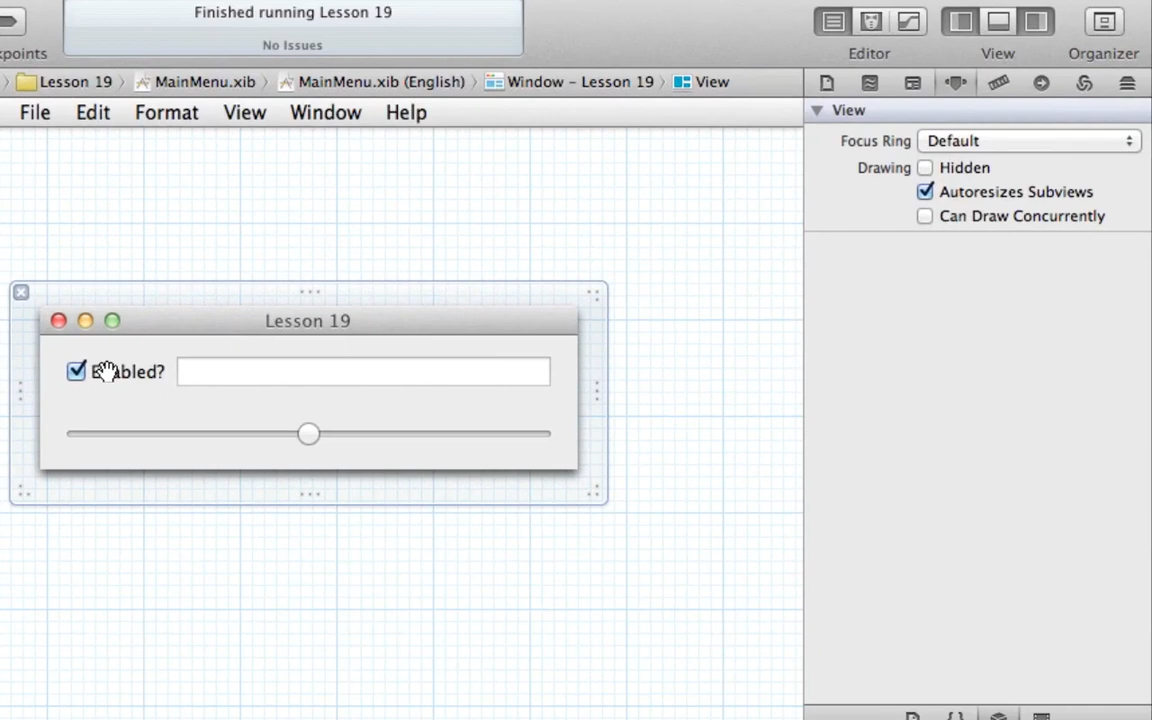 Finished running Lesson 19
No Issues
Editor
View
Organizer
Lesson 19
MainMenu.xib
MainMenu.xib (English)
Window – Lesson 19
View
File
Edit
Format
View
Window
Help
View
Focus Ring
Default
Drawing
Hidden
Autoresizes Subviews
Can Draw Concurrently
Lesson 19